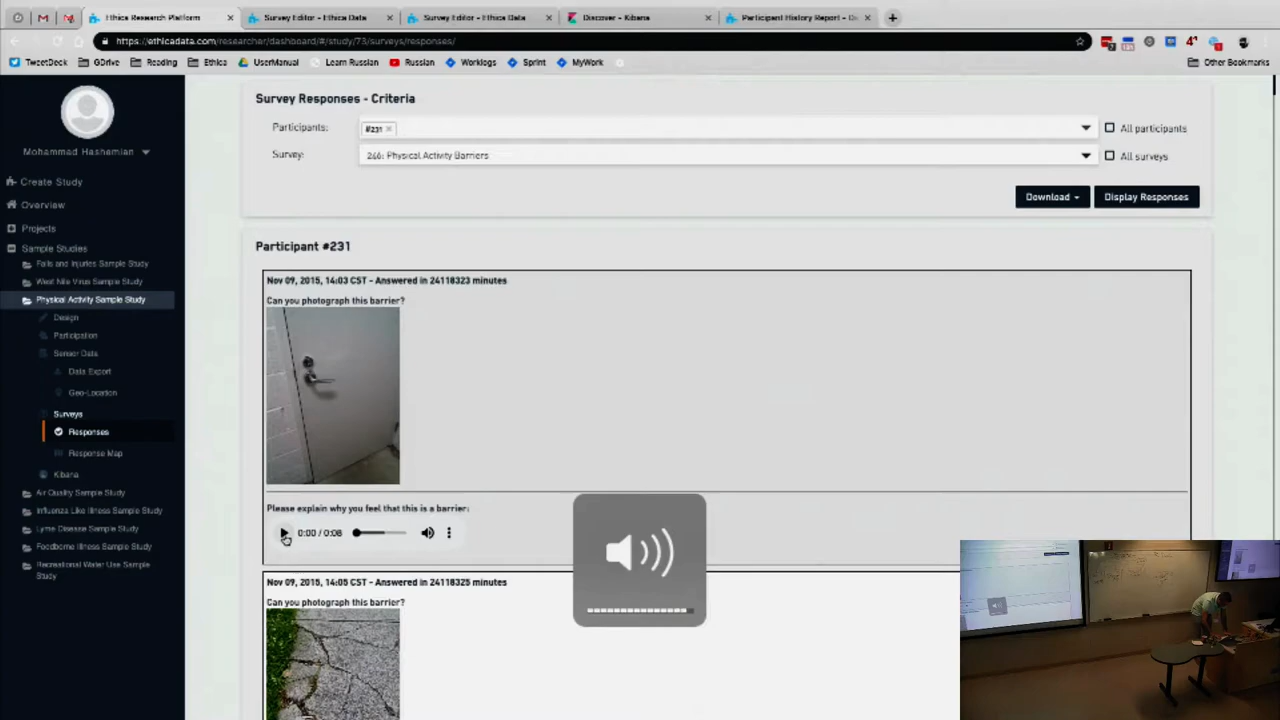 Ethica Research Platform
Survey Editor - Ethica Data
Survey Editor - Ethica Data
Discover - Kibana
Participant History Report - Di
https://ethicadata.com/researcher/dashboard/#/study/73/surveys/responses/
TweetDeck
GDrive
Reading
Ethica
UserManual
Learn Russian
Russian
Worklogs
Sprint
MyWork
Other Bookmarks
Mohammad Hashemian
Create Study
Overview
Projects
Sample Studies
Falls and Injuries Sample Study
West Nile Virus Sample Study
Physical Activity Sample Study
Design
Participation
Sensor Data
Data Export
Geo-Location
Surveys
Responses
Response Map
Kibana
Air Quality Sample Study
Influenza Like Illness Sample Study
Lyme Disease Sample Study
Foodborne Illness Sample Study
Recreational Water Use Sample
Study
Survey Responses - Criteria
Participants:
#231
All participants
Survey:
266: Physical Activity Barriers
All surveys
Download
Display Responses
Participant #231
Nov 09, 2015, 14:03 CST - Answered in 24118323 minutes
Can you photograph this barrier?
Please explain why you feel that this is a barrier:
0:00 / 0:08
Nov 09, 2015, 14:05 CST - Answered in 24118325 minutes
Can you photograph this barrier?